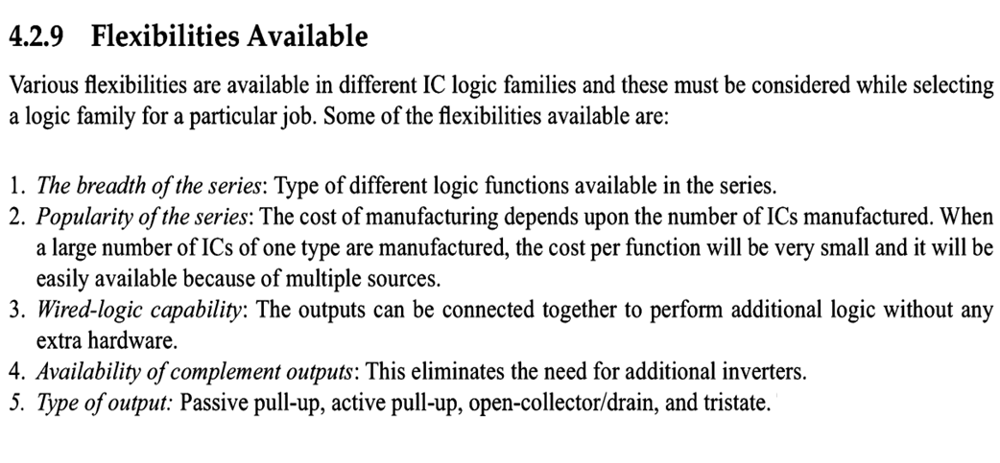 4.2.9 Flexibilities Available
Various flexibilities are available in different IC logic families and these must be considered while selecting
a logic family for a particular job. Some of the flexibilities available are:
1. The breadth of the series: Type of different logic functions available in the series.
2. Popularity of the series: The cost of manufacturing depends upon the number of ICs manufactured. When
a large number of ICs of one type are manufactured, the cost per function will be very small and it will be
easily available because of multiple sources.
3. Wired-logic capability: The outputs can be connected together to perform additional logic without any
extra hardware.
4. Availability of complement outputs: This eliminates the need for additional inverters.
5. Type of output: Passive pull-up, active pull-up, open-collector/drain, and tristate.